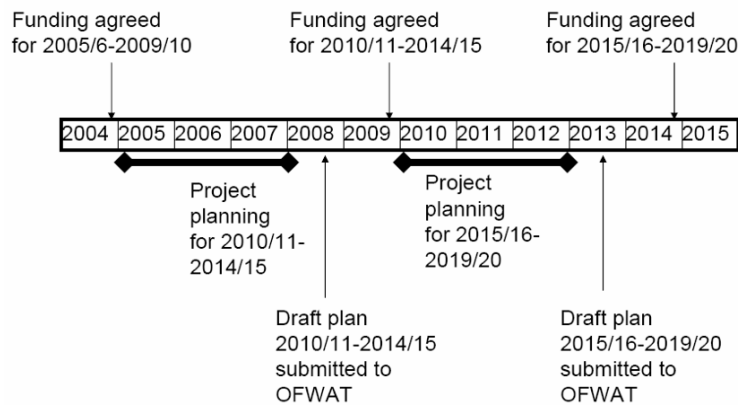 Funding agreed
for 2005/6-2009/10
Funding agreed
for 2010/11-2014/15
Funding agreed
for 2015/16-2019/20
2004 2005 2006 2007 2008 2009 2010 2011 2012 2013 2014 2015
Project
planning
for 2010/11-
2014/15
Project
planning
for 2015/16-
2019/20
Draft plan
2010/11-2014/15
submitted to
OFWAT
Draft plan
2015/16-2019/20
submitted to
OFWAT